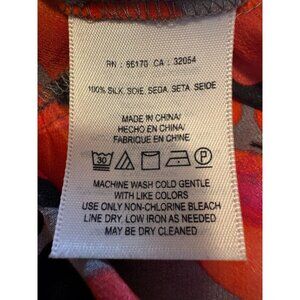 RN : 86170 CA : 32054
100% SILK, SOIE, SEDA, SETA, SEIDE
MADE IN CHINA/
HECHO EN CHINA/
FABRIQUE EN CHINE
30 P
MACHINE WASH COLD GENTLE
WITH LIKE COLORS
USE ONLY NON-CHLORINE BLEACH
LINE DRY, LOW IRON AS NEEDED
MAY BE DRY CLEANED